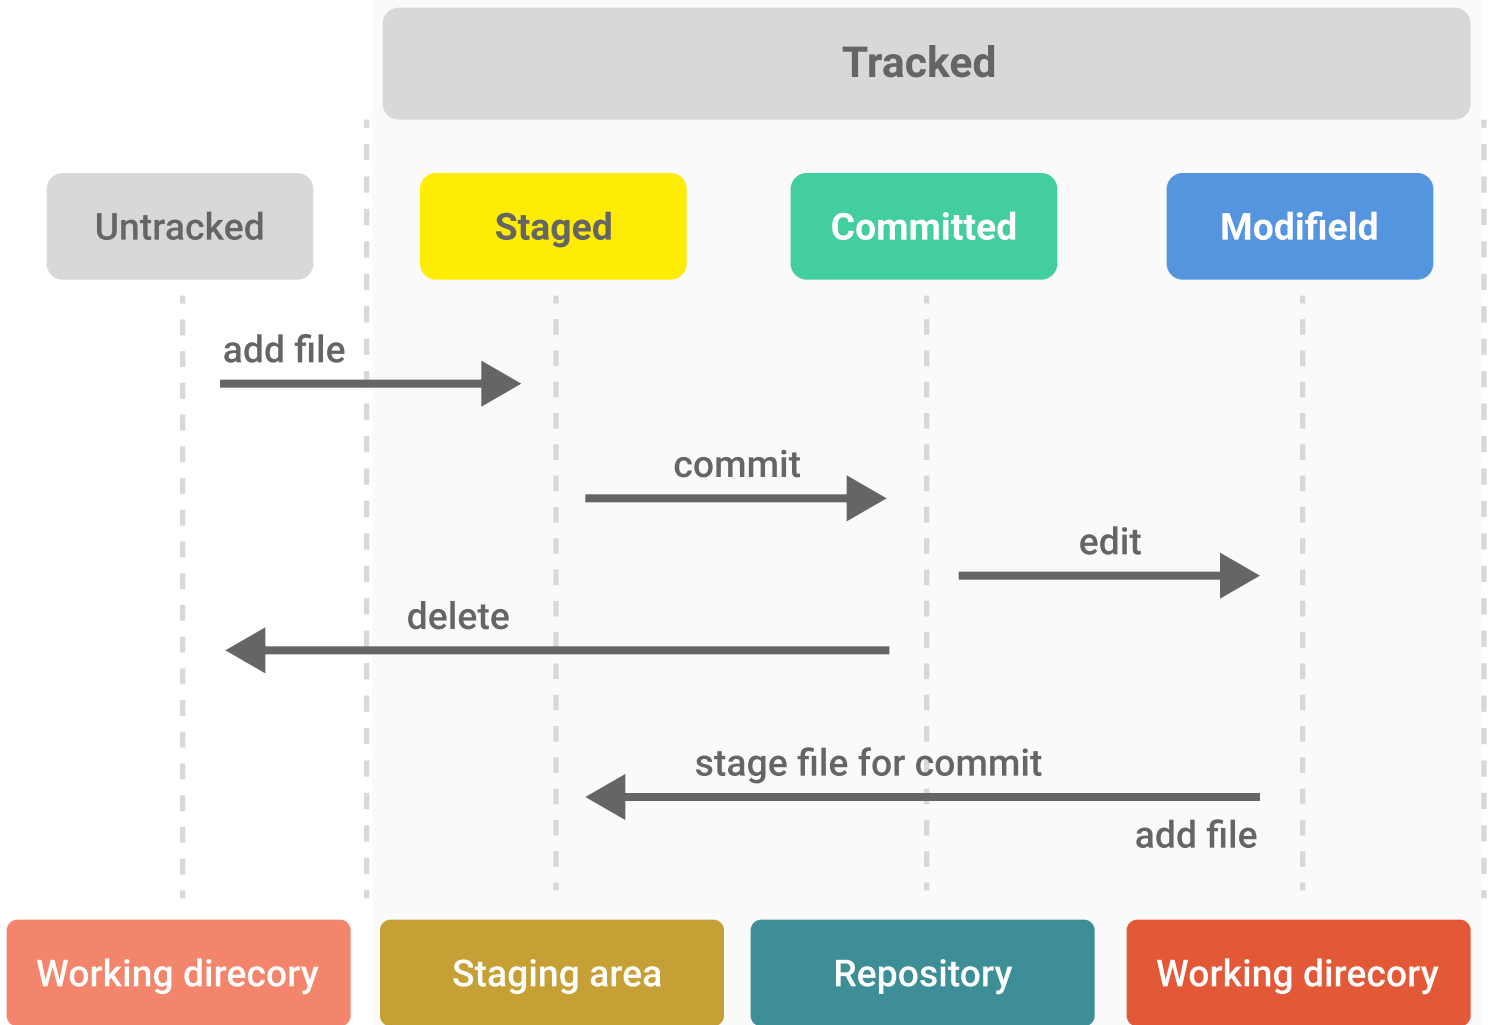 Tracked
Untracked
Staged
Committed
Modifield
add file
commit
edit
delete
stage file for commit
add file
Working direcory
Staging area
Repository
Working direcory